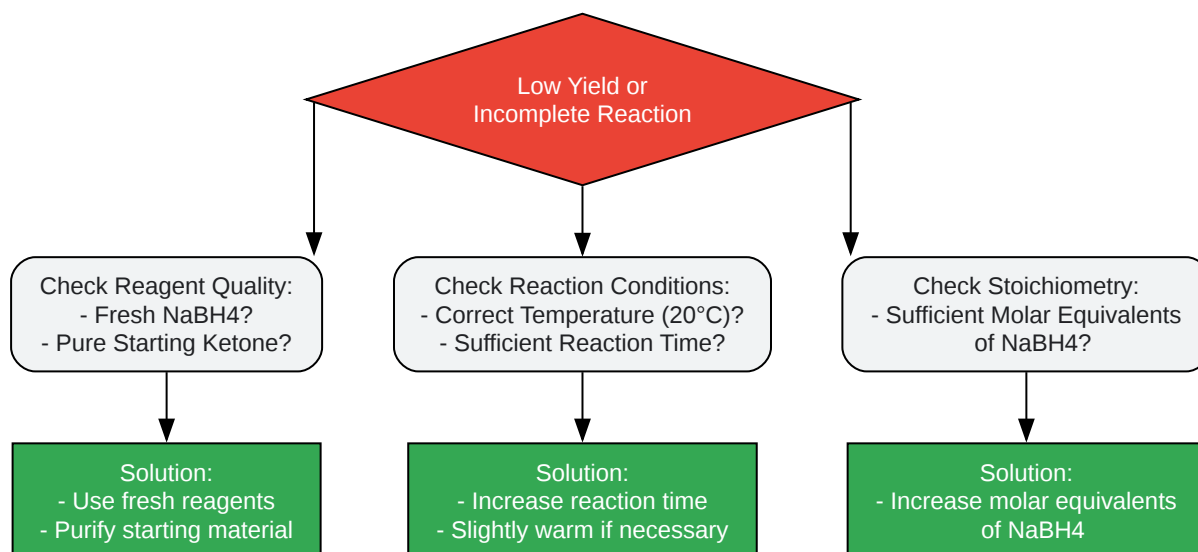 Low Yield or
Incomplete Reaction
Check Reagent Quality:
- Fresh NaBH4?
- Pure Starting Ketone?
Check Reaction Conditions:
- Correct Temperature (20°C)?
- Sufficient Reaction Time?
Check Stoichiometry:
- Sufficient Molar Equivalents
of NaBH4?
Solution:
- Use fresh reagents
- Purify starting material
Solution:
- Increase reaction time
- Slightly warm if necessary
Solution:
- Increase molar equivalents
of NaBH4